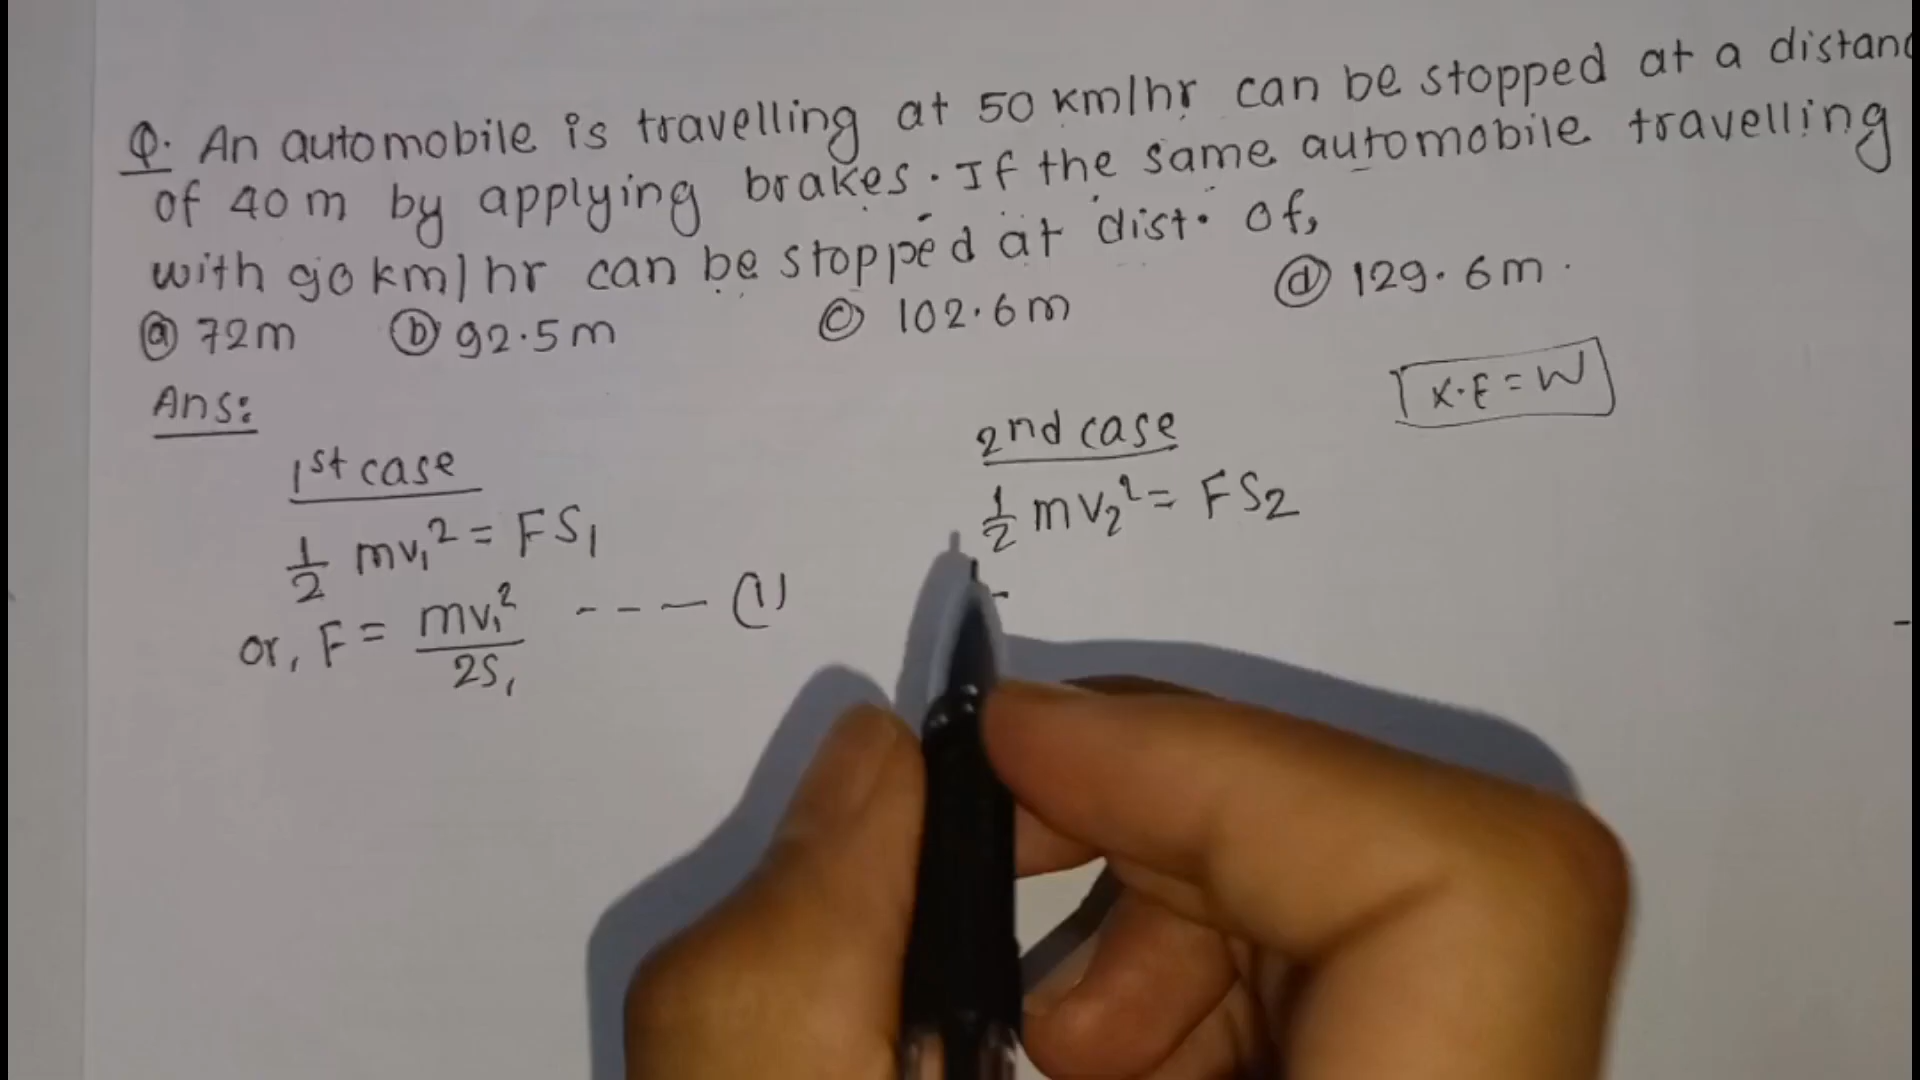 Q. An automobile is travelling at 50 km/hr can be stopped at a distanc
of 40 m by applying brakes. If the same automobile travelling
with 90 km/hr can be stopped at dist. of,
ⓐ 72m ⓑ 92.5m ⓒ 102.6m ⓓ 129.6m.
Ans:
K.E = W
1st case
½ mv₁² = FS₁
or, F = mv₁²/2S₁ ---- (1)
2nd case
½ mv₂² = FS₂